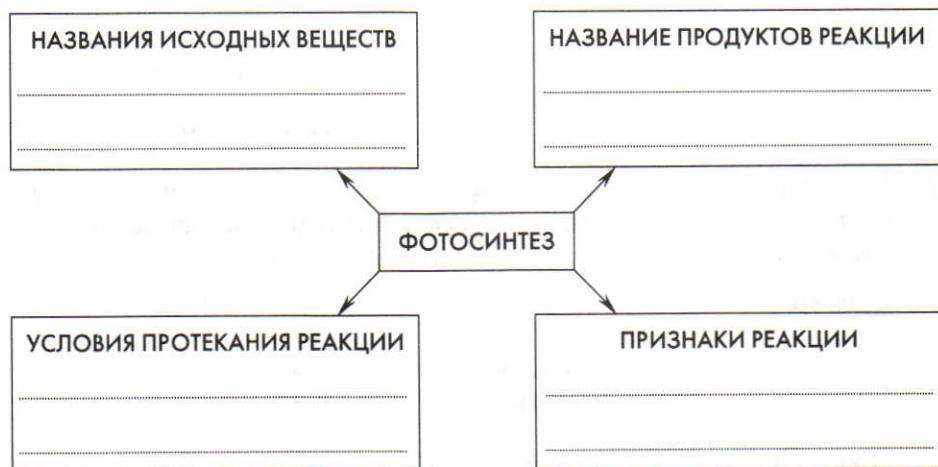 НАЗВАНИЯ ИСХОДНЫХ ВЕЩЕСТВ
НАЗВАНИЕ ПРОДУКТОВ РЕАКЦИИ
ФОТОСИНТЕЗ
УСЛОВИЯ ПРОТЕКАНИЯ РЕАКЦИИ
ПРИЗНАКИ РЕАКЦИИ